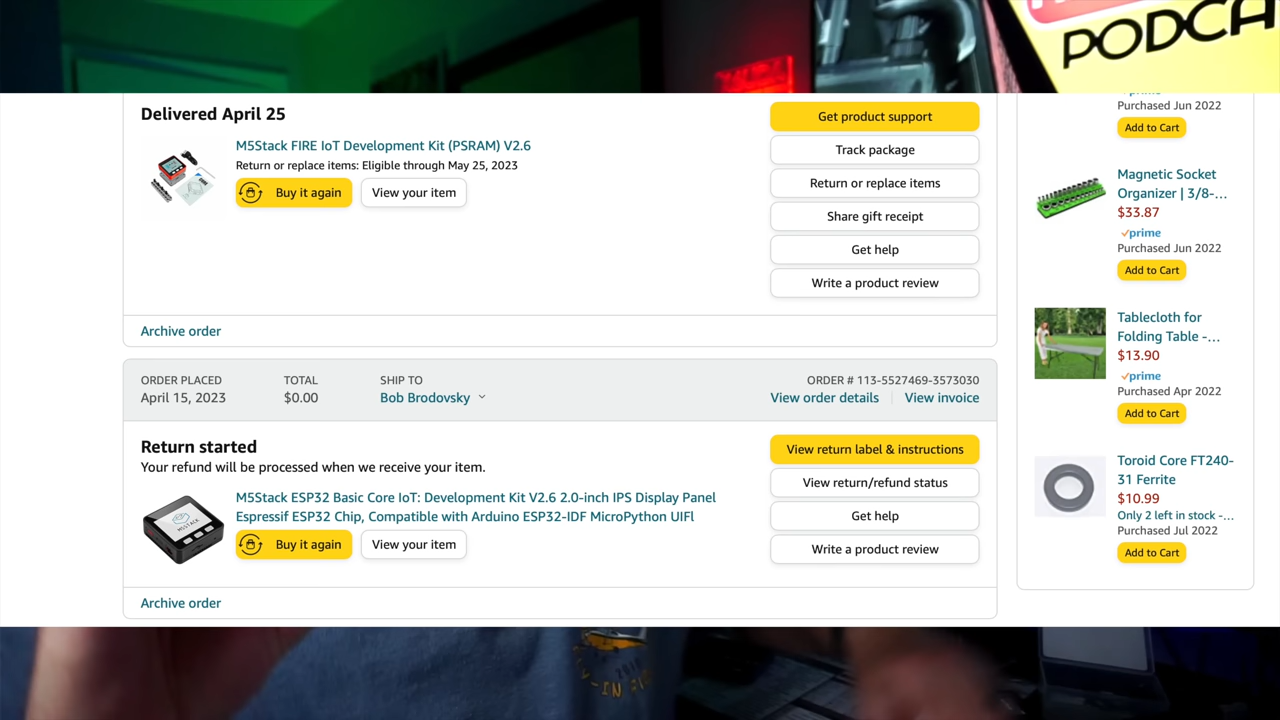 PODCA
Delivered April 25
M5Stack FIRE IoT Development Kit (PSRAM) V2.6
Return or replace items: Eligible through May 25, 2023
Buy it again
View your item
Get product support
Track package
Return or replace items
Share gift receipt
Get help
Write a product review
Archive order
ORDER PLACED
April 15, 2023
TOTAL
$0.00
SHIP TO
Bob Brodovsky
ORDER # 113-5527469-3573030
View order details
View invoice
Return started
Your refund will be processed when we receive your item.
M5Stack ESP32 Basic Core IoT: Development Kit V2.6 2.0-inch IPS Display Panel
Espressif ESP32 Chip, Compatible with Arduino ESP32-IDF MicroPython UIFl
Buy it again
View your item
View return label & instructions
View return/refund status
Get help
Write a product review
Archive order
Purchased Jun 2022
Add to Cart
Magnetic Socket
Organizer | 3/8-...
$33.87
prime
Purchased Jun 2022
Add to Cart
Tablecloth for
Folding Table -...
$13.90
prime
Purchased Apr 2022
Add to Cart
Toroid Core FT240-
31 Ferrite
$10.99
Only 2 left in stock -...
Purchased Jul 2022
Add to Cart
M5STACK